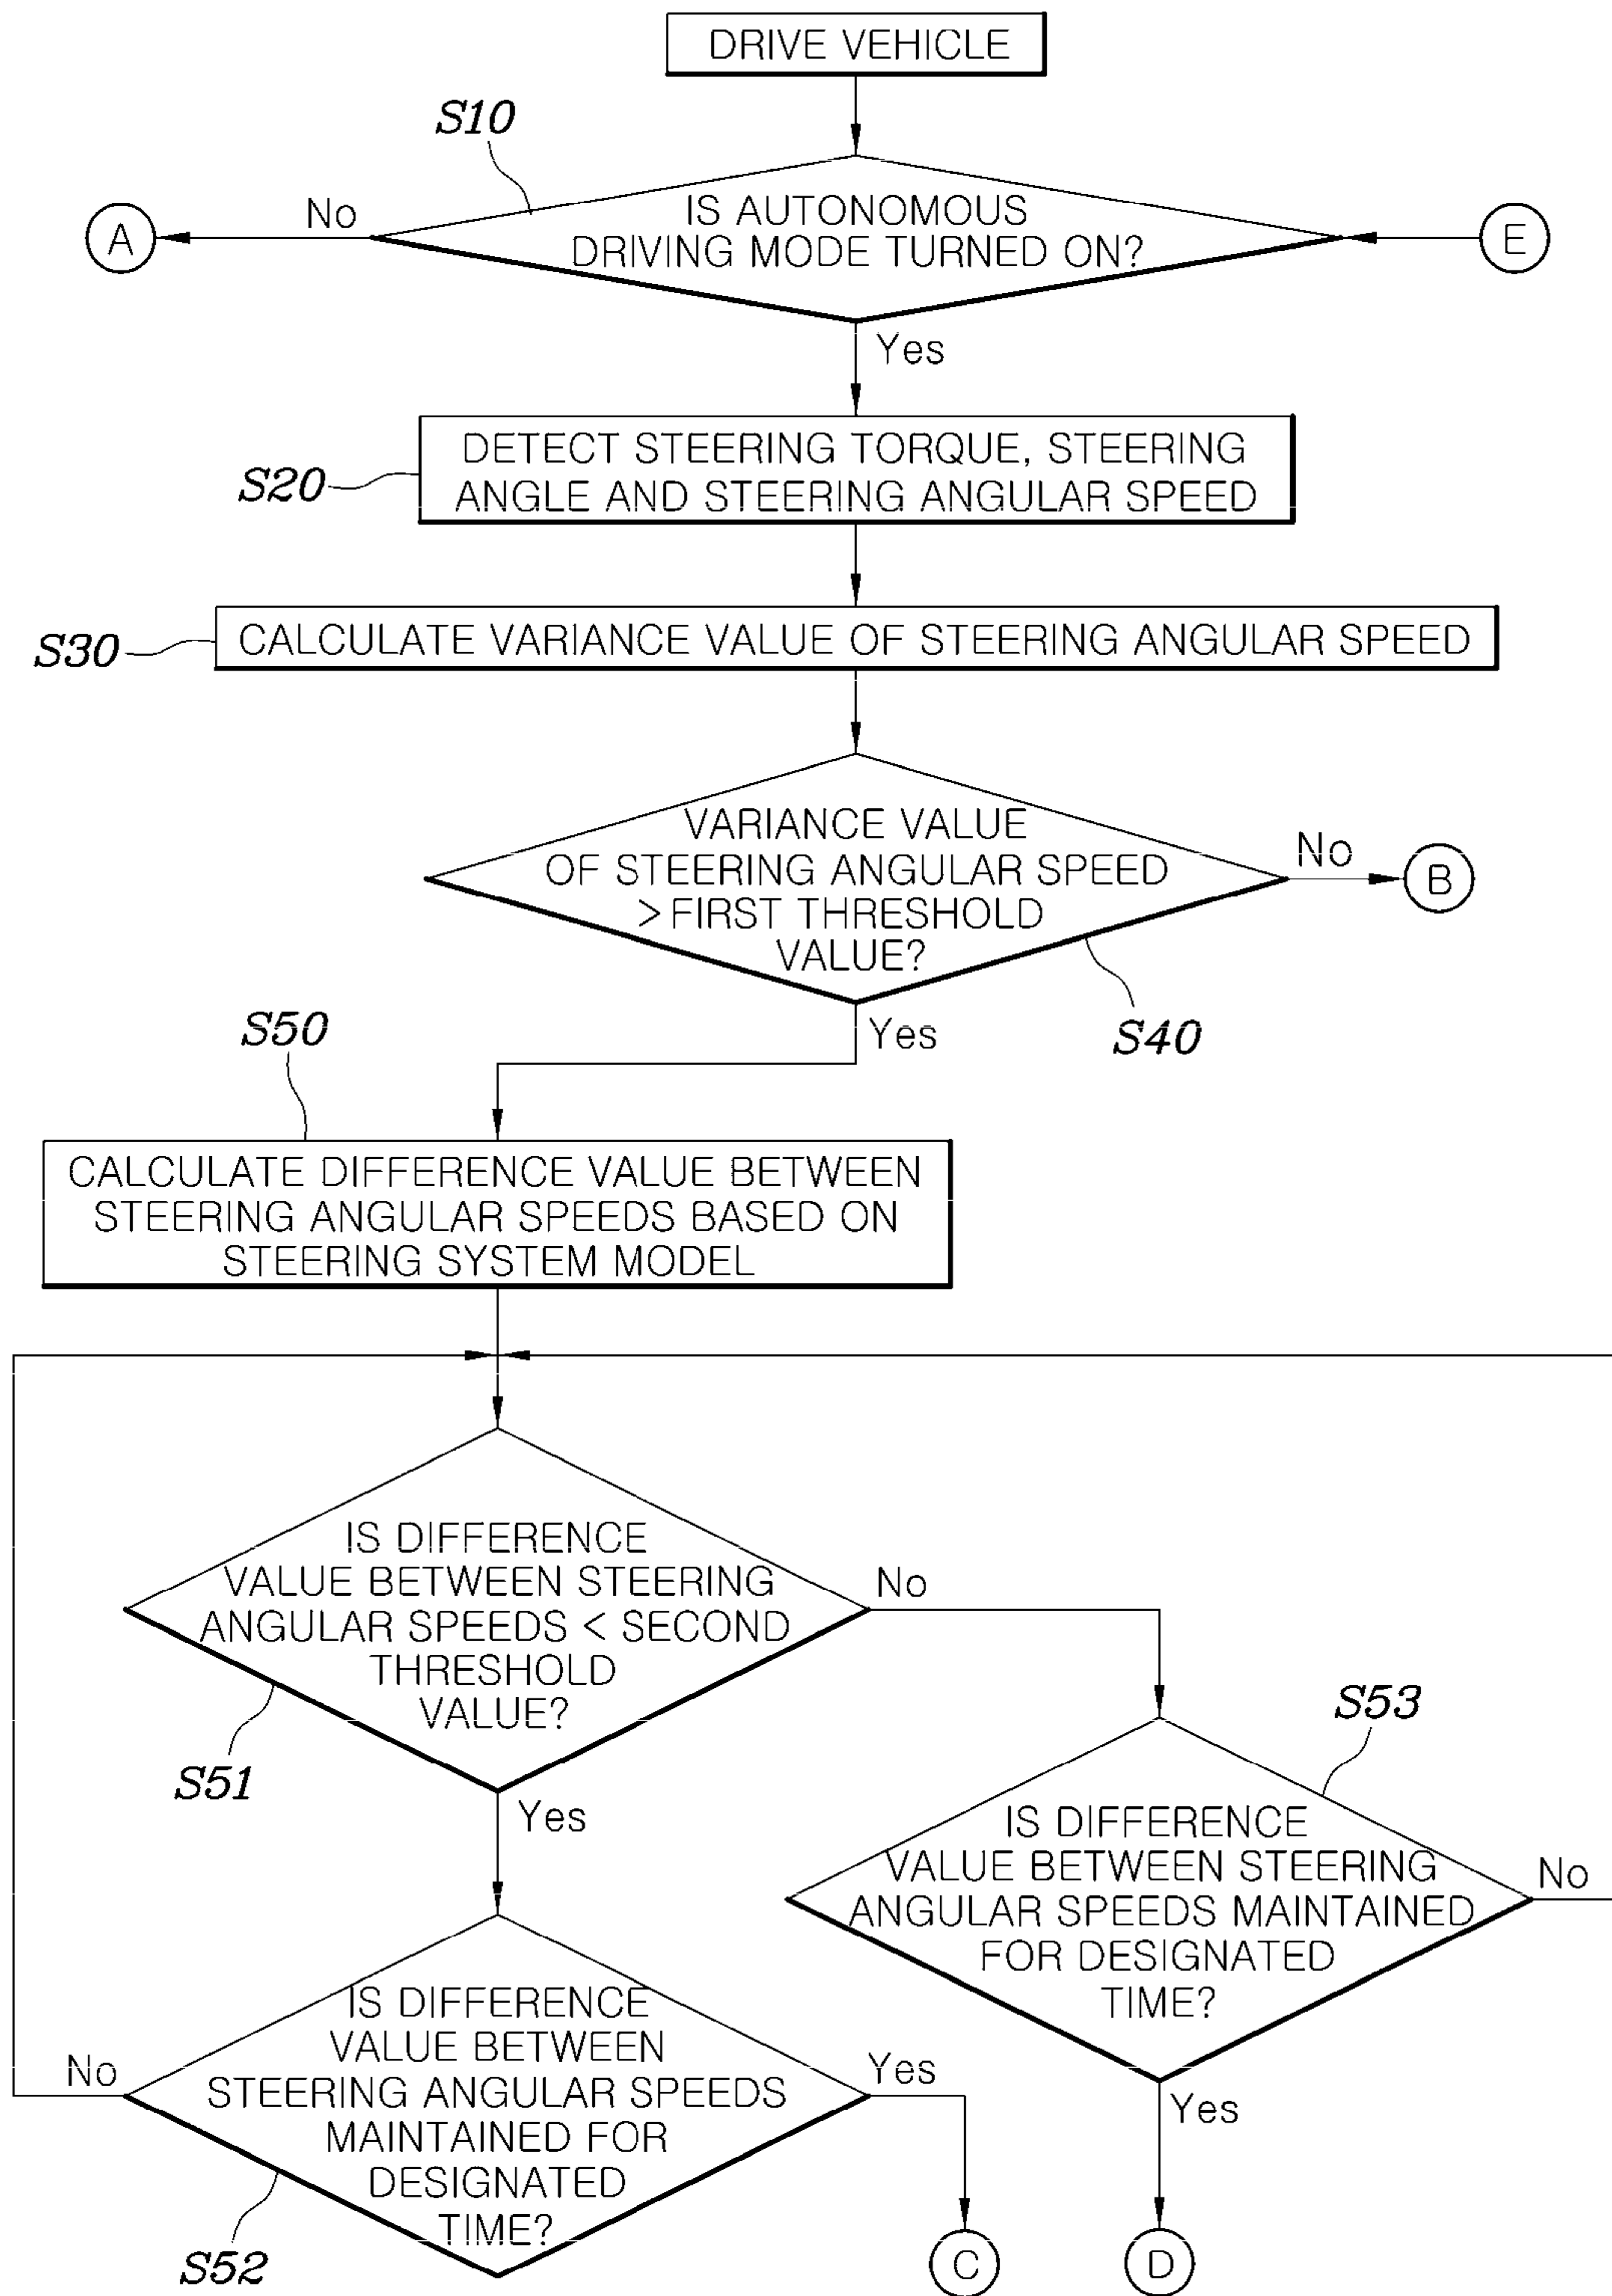 DRIVE VEHICLE
S10
IS AUTONOMOUS
DRIVING MODE TURNED ON?
No
A
E
Yes
S20
DETECT STEERING TORQUE, STEERING
ANGLE AND STEERING ANGULAR SPEED
S30
CALCULATE VARIANCE VALUE OF STEERING ANGULAR SPEED
VARIANCE VALUE
OF STEERING ANGULAR SPEED
> FIRST THRESHOLD
VALUE?
No
B
S40
Yes
S50
CALCULATE DIFFERENCE VALUE BETWEEN
STEERING ANGULAR SPEEDS BASED ON
STEERING SYSTEM MODEL
IS DIFFERENCE
VALUE BETWEEN STEERING
ANGULAR SPEEDS < SECOND
THRESHOLD
VALUE?
No
S51
Yes
S53
IS DIFFERENCE
VALUE BETWEEN STEERING
ANGULAR SPEEDS MAINTAINED
FOR DESIGNATED
TIME?
No
Yes
D
IS DIFFERENCE
VALUE BETWEEN
STEERING ANGULAR SPEEDS
MAINTAINED FOR
DESIGNATED
TIME?
No
Yes
S52
C